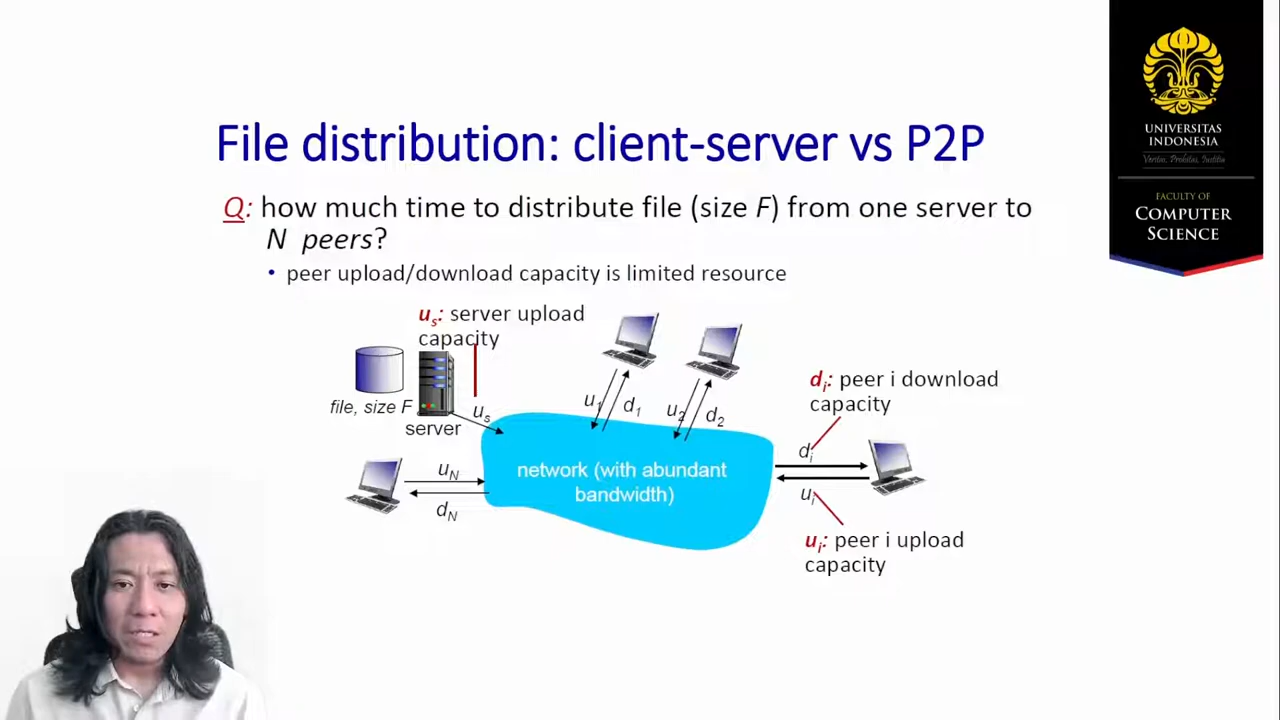 File distribution: client-server vs P2P
Q: how much time to distribute file (size F) from one server to
N peers?
• peer upload/download capacity is limited resource
us: server upload
capacity
file, size F
server
us
u1
d1
u2
d2
di: peer i download
capacity
di
ui
ui: peer i upload
capacity
uN
dN
network (with abundant
bandwidth)
UNIVERSITAS
INDONESIA
Veritas, Probitas, Iustitia
FACULTY OF
COMPUTER
SCIENCE